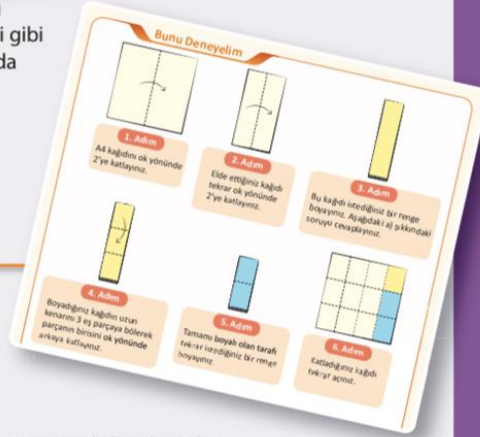 i gibi
da
Bunu Deneyelim
1. Adım
A4 kağıdını ok yönünde
2'ye katlayınız.
2. Adım
Elde ettiğiniz kağıdı
tekrar ok yönünde
2'ye katlayınız.
3. Adım
Bu kağıdı istediğiniz bir renge
boyayınız. Aşağıdaki a) şıkkındaki
soruyu cevaplayınız.
4. Adım
Boyadığınız kağıdın uzun
kenarını 3 eş parçaya bölerek
parçanın birisini ok yönünde
arkaya katlayınız.
5. Adım
Tamamı boyalı olan tarafı
tekrar istediğiniz bir renge
boyayınız.
6. Adım
Katladığınız kağıdı
tekrar açınız.